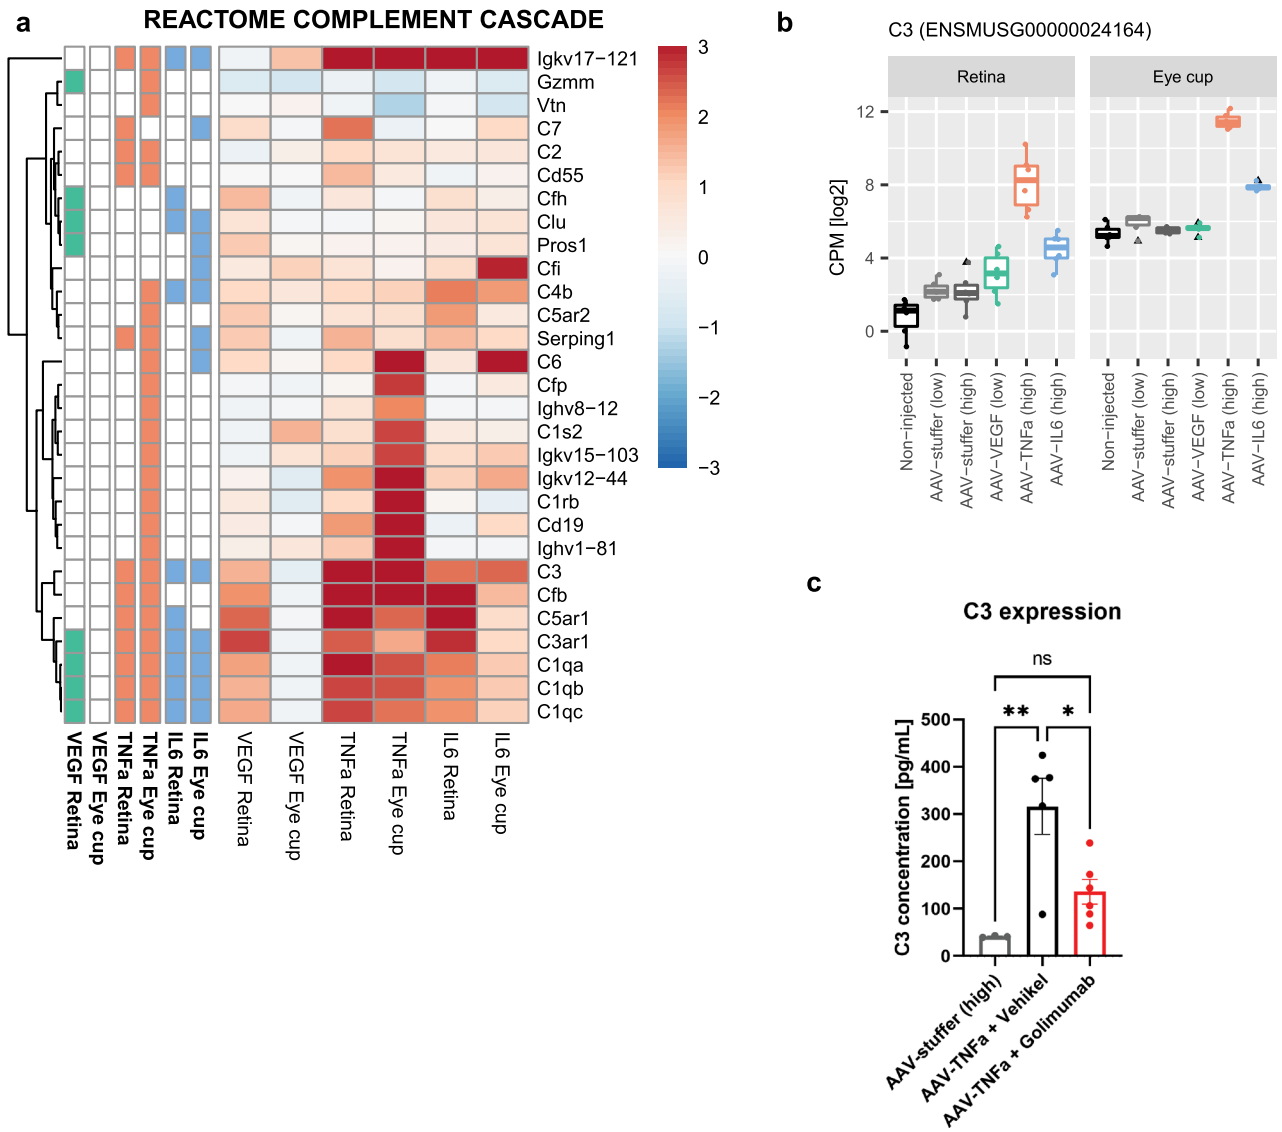 a
REACTOME COMPLEMENT CASCADE
Igkv17−121
Gzmm
Vtn
C7
C2
Cd55
Cfh
Clu
Pros1
Cfi
C4b
C5ar2
Serping1
C6
Cfp
Ighv8−12
C1s2
Igkv15−103
Igkv12−44
C1rb
Cd19
Ighv1−81
C3
Cfb
C5ar1
C3ar1
C1qa
C1qb
C1qc
3
2
1
0
−1
−2
−3
VEGF Retina
VEGF Eye cup
TNFa Retina
TNFa Eye cup
IL6 Retina
IL6 Eye cup
VEGF Retina
VEGF Eye cup
TNFa Retina
TNFa Eye cup
IL6 Retina
IL6 Eye cup
b
C3 (ENSMUSG00000024164)
Retina
Eye cup
CPM [log2]
12
8
4
0
Non−injected
AAV−stuffer (low)
AAV−stuffer (high)
AAV−VEGF (low)
AAV−TNFa (high)
AAV−IL6 (high)
Non−injected
AAV−stuffer (low)
AAV−stuffer (high)
AAV−VEGF (low)
AAV−TNFa (high)
AAV−IL6 (high)
c
C3 expression
ns
** *
C3 concentration [pg/mL]
500
400
300
200
100
0
AAV-stuffer (high)
AAV-TNFa + Vehikel
AAV-TNFa + Golimumab